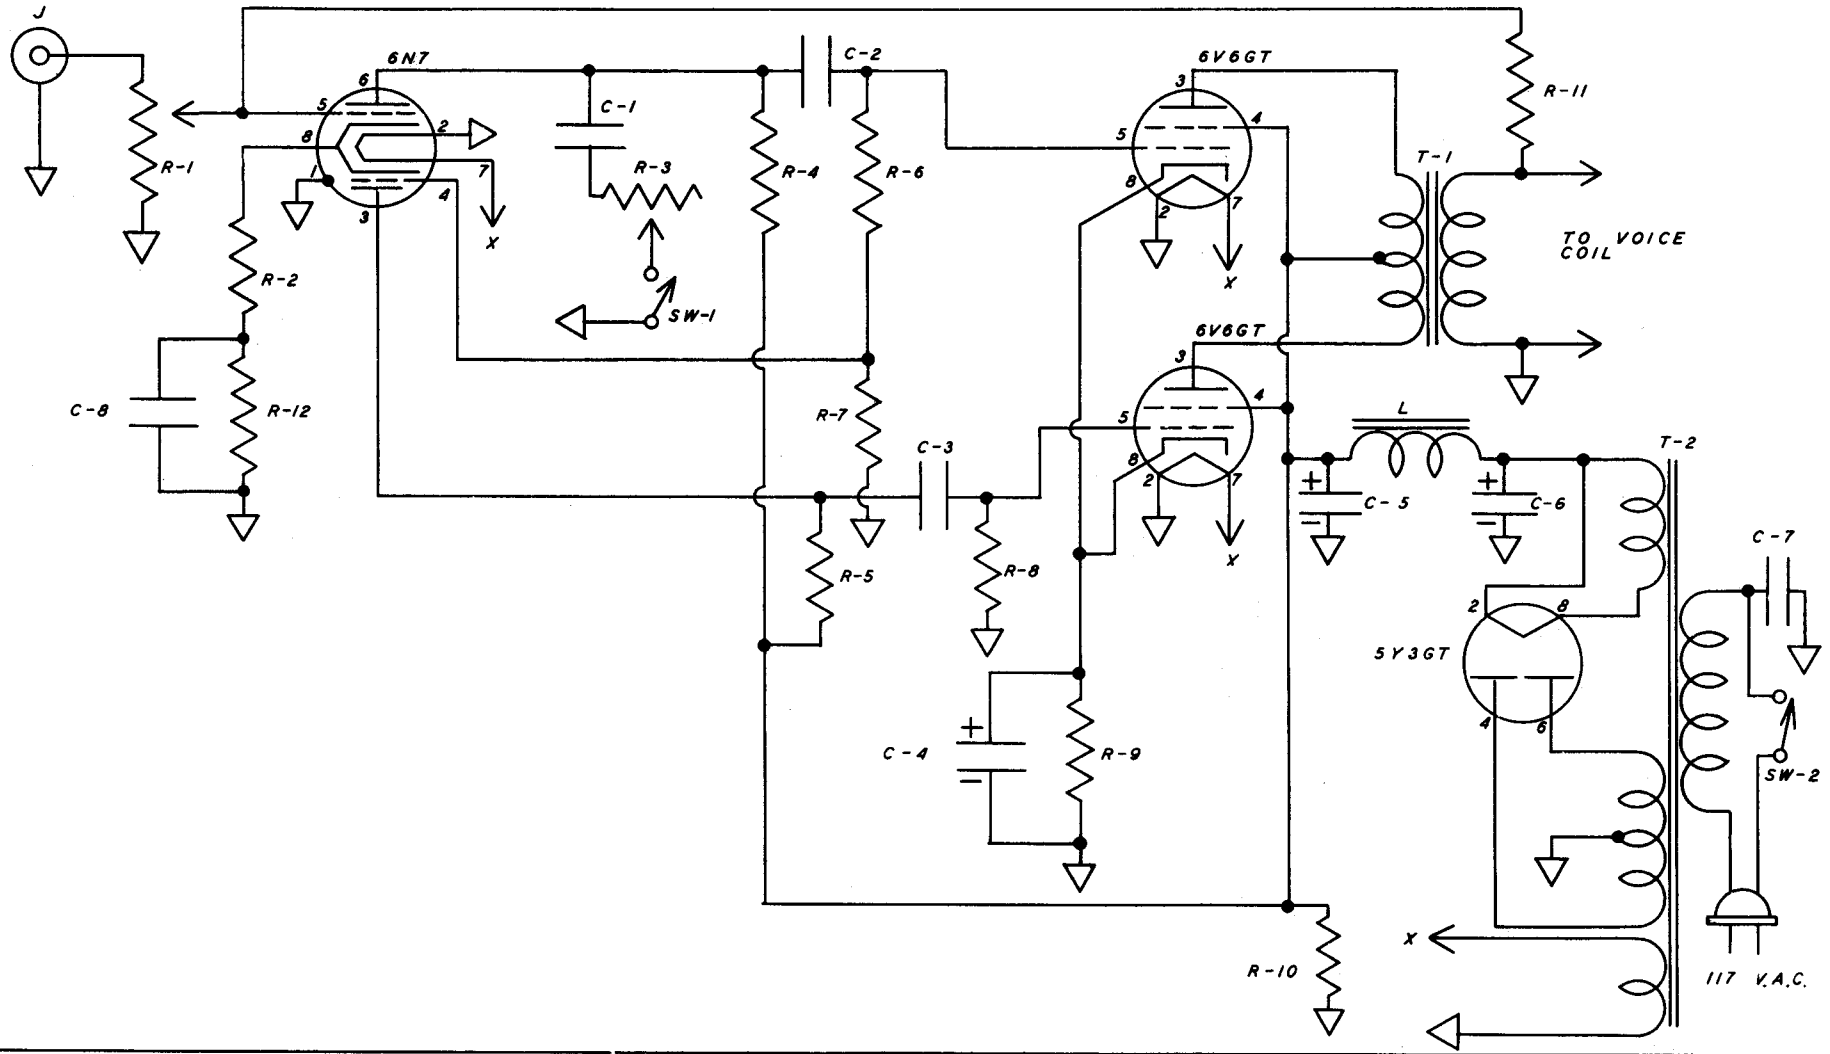 J
6N7
C-2
6V6GT
6
3
R-11
C-1
5
2
4
8
5
R-1
R-3
R-4
R-6
T-1
1
7
8
4
2
7
3
X
TO VOICE
COIL
R-2
X
SW-1
6V6GT
3
C-8
R-12
R-7
5
4
L
T-2
C-3
8
+
+
2
7
C-5
C-6
-
-
C-7
R-5
R-8
X
2
8
5Y3GT
+
4
6
C-4
R-9
SW-2
-
X
R-10
117 V.A.C.